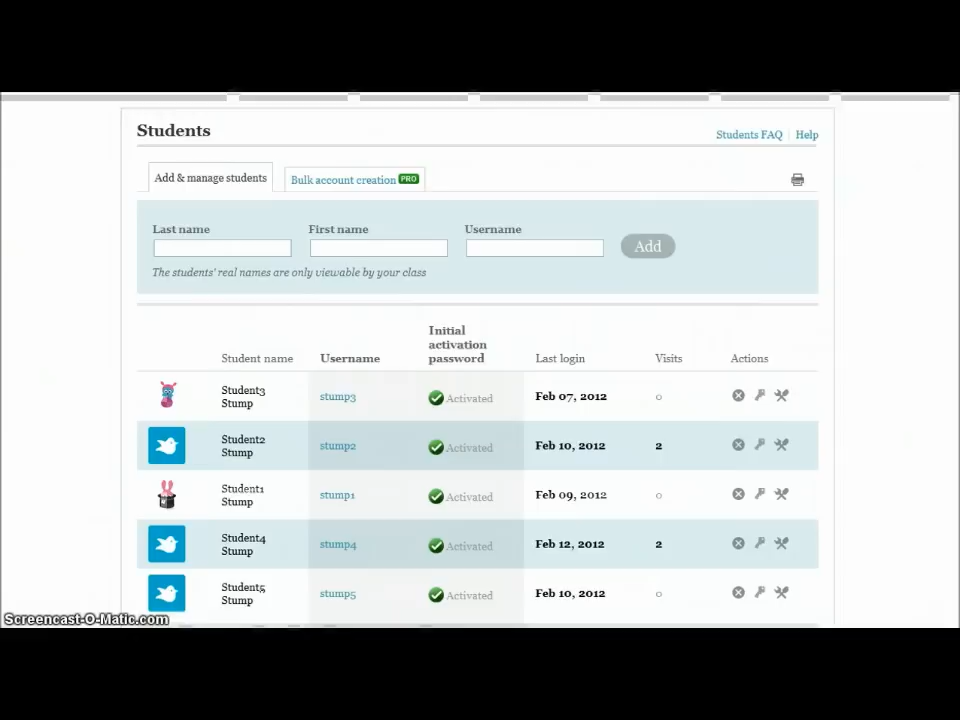 Students
Students FAQ | Help
Add & manage students
Bulk account creation PRO
Last name First name Username
Add
The students' real names are only viewable by your class
Student name Username Initial activation password Last login Visits Actions
Student3 Stump stump3 Activated Feb 07, 2012 0
Student2 Stump stump2 Activated Feb 10, 2012 2
Student1 Stump stump1 Activated Feb 09, 2012 0
Student4 Stump stump4 Activated Feb 12, 2012 2
Student5 Stump stump5 Activated Feb 10, 2012 0
Screencast-O-Matic.com